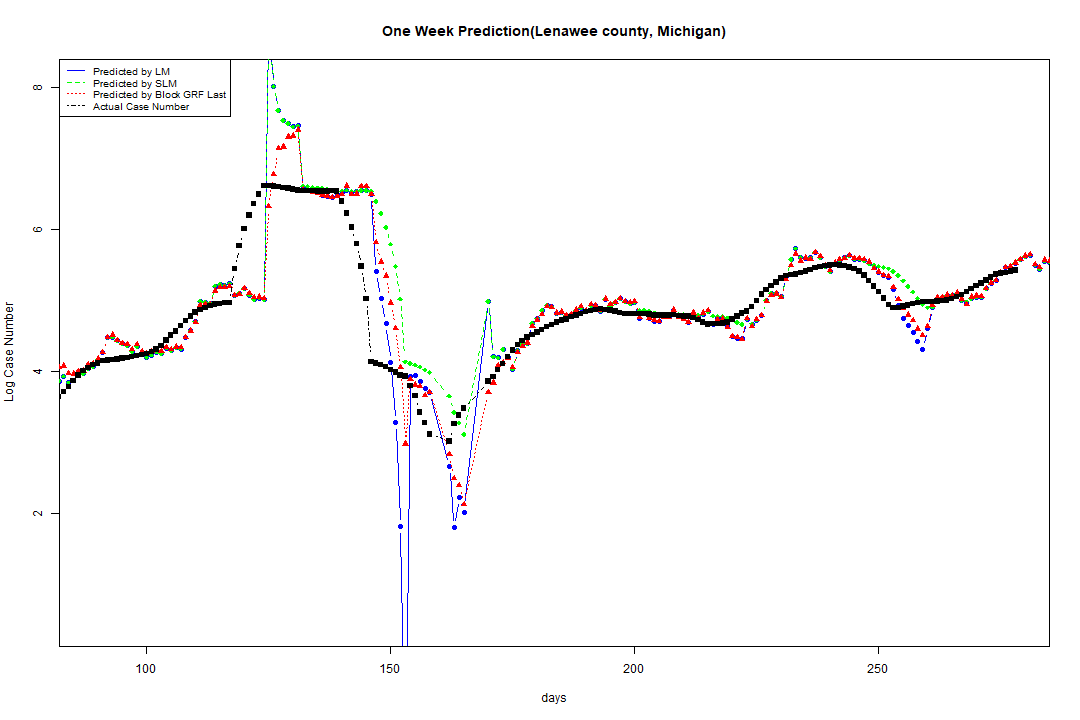 One Week Prediction(Lenawee county, Michigan)
Predicted by LM
Predicted by SLM
Predicted by Block GRF Last
Actual Case Number
Log Case Number
8
6
4
2
100 150 200 250
days